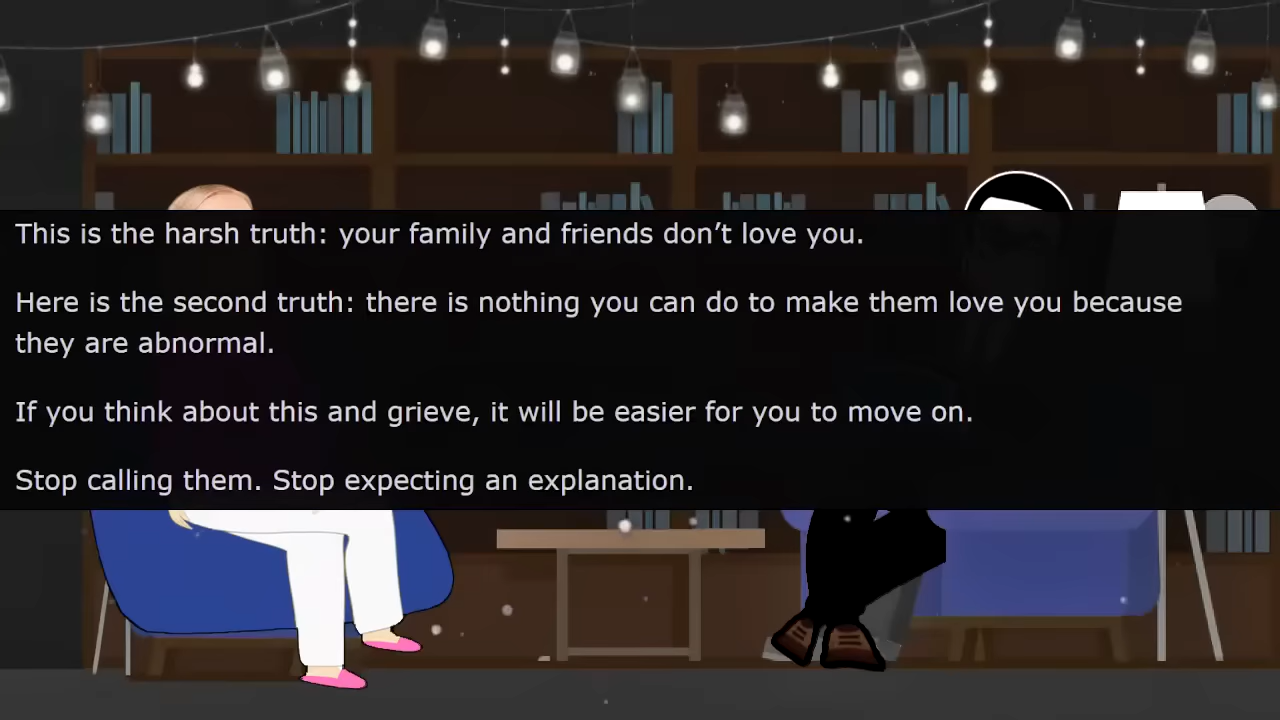 This is the harsh truth: your family and friends don’t love you.
Here is the second truth: there is nothing you can do to make them love you because
they are abnormal.
If you think about this and grieve, it will be easier for you to move on.
Stop calling them. Stop expecting an explanation.